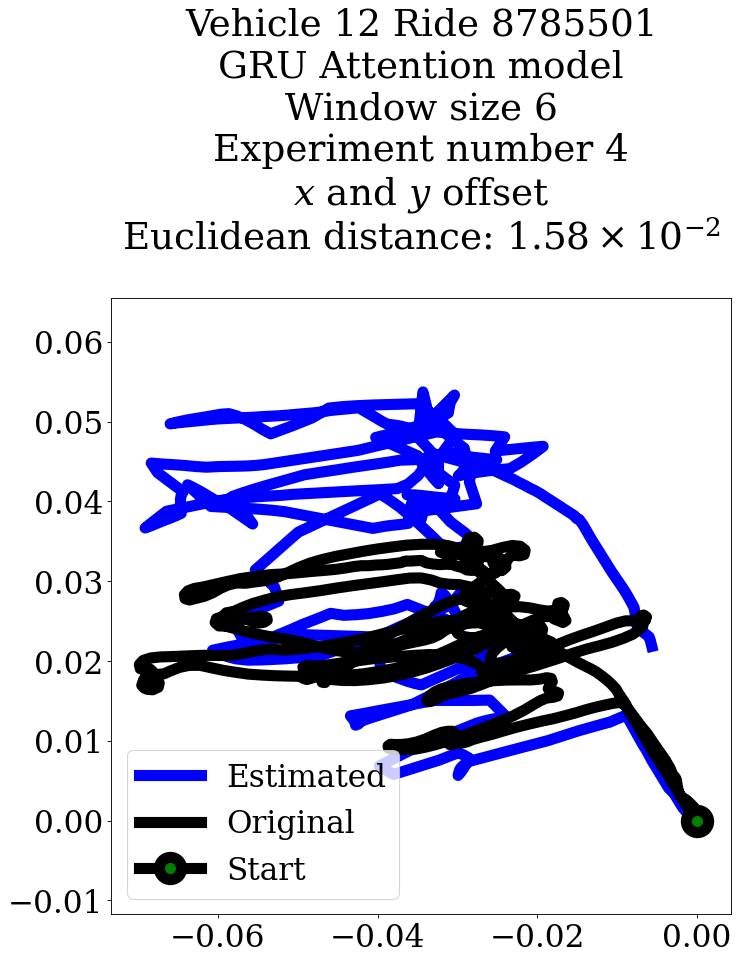 Vehicle 12 Ride 8785501
GRU Attention model
Window size 6
Experiment number 4
x and y offset
Euclidean distance: 1.58 × 10⁻²
0.06
0.05
0.04
0.03
0.02
0.01
0.00
−0.01
Estimated
Original
Start
−0.06 −0.04 −0.02 0.00